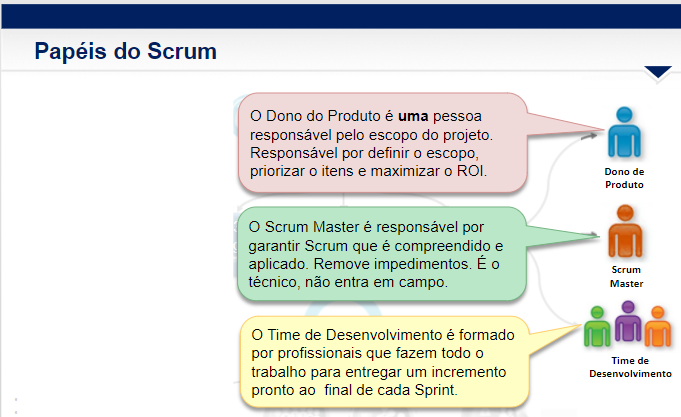 Papéis do Scrum
O Dono do Produto é uma pessoa
responsável pelo escopo do projeto.
Responsável por definir o escopo,
priorizar o itens e maximizar o ROI.
Dono de
Produto
O Scrum Master é responsável por
garantir Scrum que é compreendido e
aplicado. Remove impedimentos. É o
técnico, não entra em campo.
Scrum
Master
O Time de Desenvolvimento é formado
por profissionais que fazem todo o
trabalho para entregar um incremento
pronto ao final de cada Sprint.
Time de
Desenvolvimento